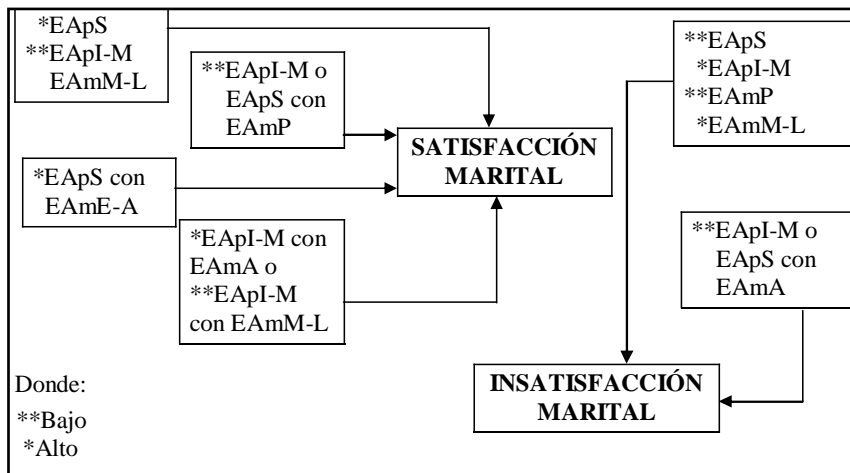 *EApS
**EApI-M
EAmM-L
**EApI-M o
EApS con
EAmP
**EApS
*EApI-M
**EAmP
*EAmM-L
SATISFACCIÓN
MARITAL
*EApS con
EAmE-A
*EApI-M con
EAmA o
**EApI-M
con EAmM-L
**EApI-M o
EApS con
EAmA
INSATISFACCIÓN
MARITAL
Donde:
**Bajo
*Alto